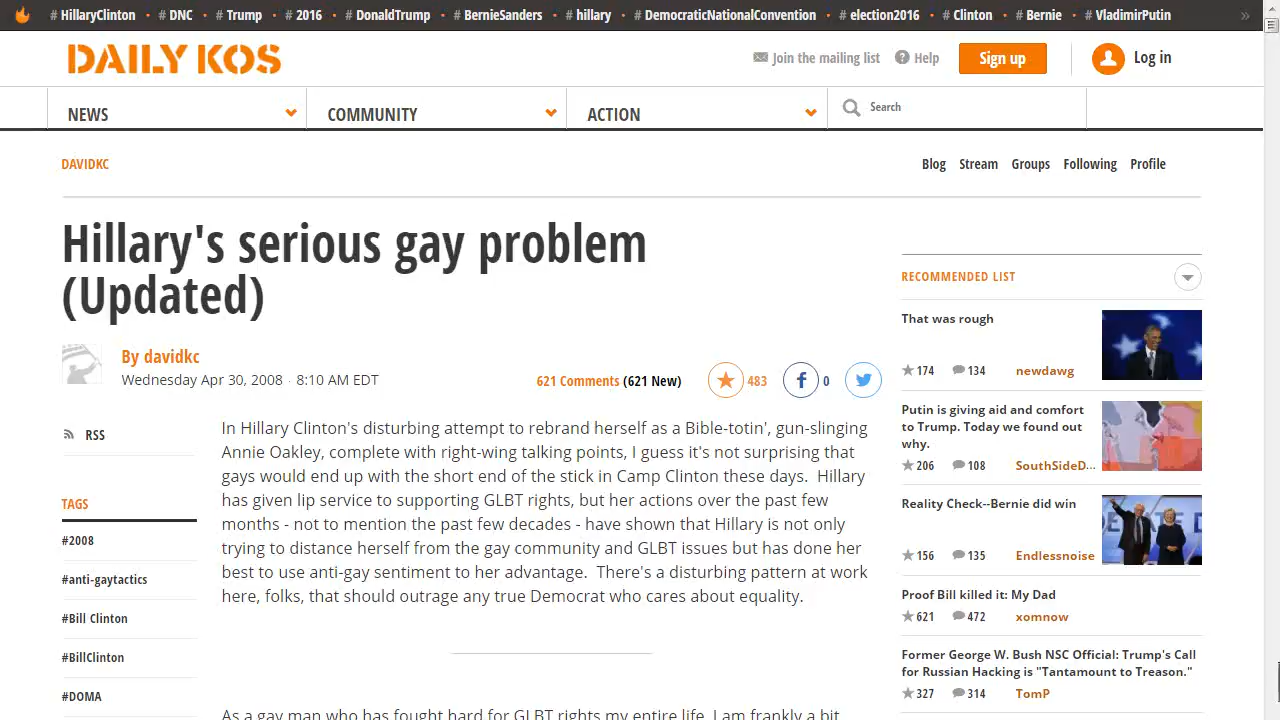 # HillaryClinton • # DNC • # Trump • # 2016 • # DonaldTrump • # BernieSanders • # hillary • # DemocraticNationalConvention • # election2016 • # Clinton • # Bernie • # VladimirPutin »
DAILY KOS
Join the mailing list
Help
Sign up
Log in
NEWS
COMMUNITY
ACTION
Search
DAVIDKC
Blog Stream Groups Following Profile
Hillary's serious gay problem
(Updated)
By davidkc
Wednesday Apr 30, 2008 · 8:10 AM EDT
621 Comments (621 New)
483
0
RSS
TAGS
#2008
#anti-gaytactics
#Bill Clinton
#BillClinton
#DOMA
In Hillary Clinton's disturbing attempt to rebrand herself as a Bible-totin', gun-slinging
Annie Oakley, complete with right-wing talking points, I guess it's not surprising that
gays would end up with the short end of the stick in Camp Clinton these days.  Hillary
has given lip service to supporting GLBT rights, but her actions over the past few
months - not to mention the past few decades - have shown that Hillary is not only
trying to distance herself from the gay community and GLBT issues but has done her
best to use anti-gay sentiment to her advantage.  There's a disturbing pattern at work
here, folks, that should outrage any true Democrat who cares about equality.
As a gay man who has fought hard for GLBT rights my entire life, I am frankly a bit
RECOMMENDED LIST
That was rough
174 134 newdawg
Putin is giving aid and comfort
to Trump. Today we found out
why.
206 108 SouthSideD...
Reality Check--Bernie did win
156 135 Endlessnoise
Proof Bill killed it: My Dad
621 472 xomnow
Former George W. Bush NSC Official: Trump's Call
for Russian Hacking is "Tantamount to Treason."
327 314 TomP